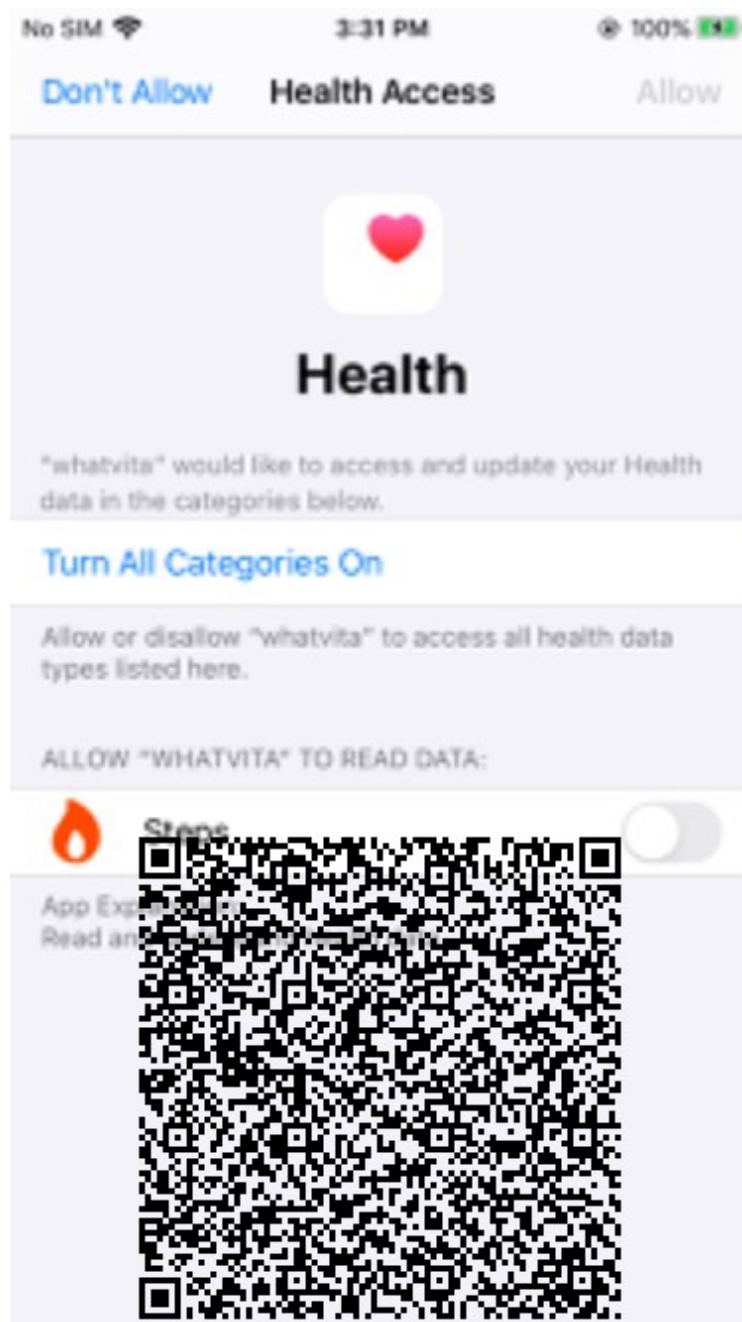 No SIM 3:31 PM 100%
Don't Allow Health Access Allow
Health
"whatvita" would like to access and update your Health
data in the categories below.
Turn All Categories On
Allow or disallow "whatvita" to access all health data
types listed here.
ALLOW "WHATVITA" TO READ DATA:
Steps
App
Read